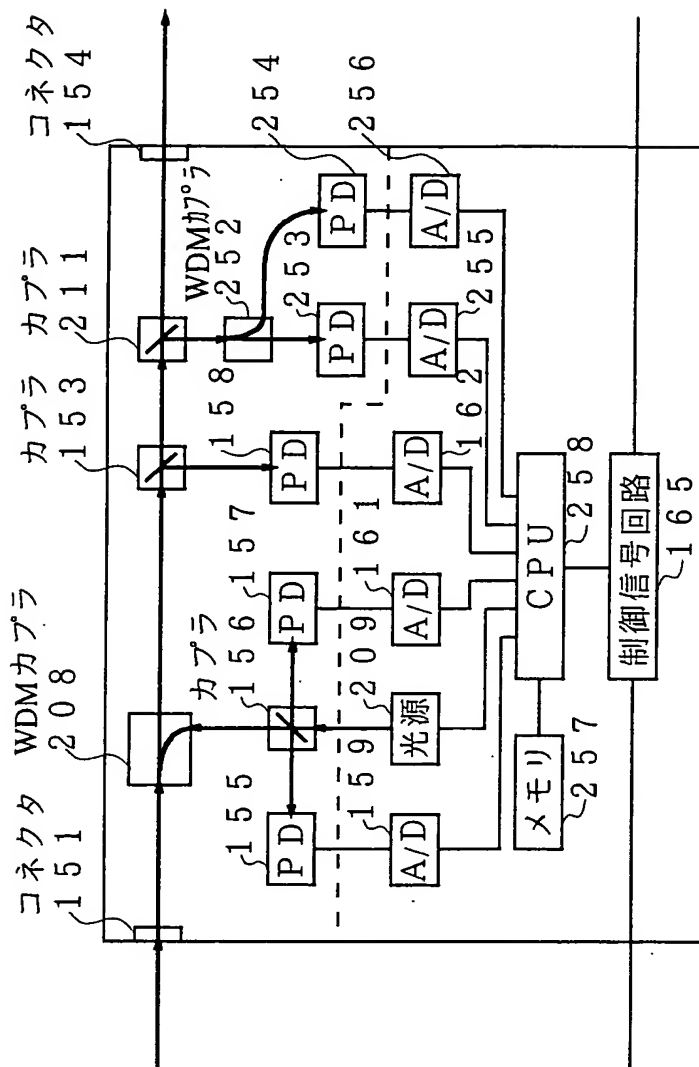 コネクタ
151
WDMカプラ
208
カプラ
153
カプラ
211
コネクタ
154
カプラ
156
157
158
WDMカプラ
252
253
254
155
PD
PD
PD
PD
PD
159
209
161
162
255
256
A/D
光源
A/D
A/D
A/D
A/D
メモリ
257
CPU
258
制御信号回路
165